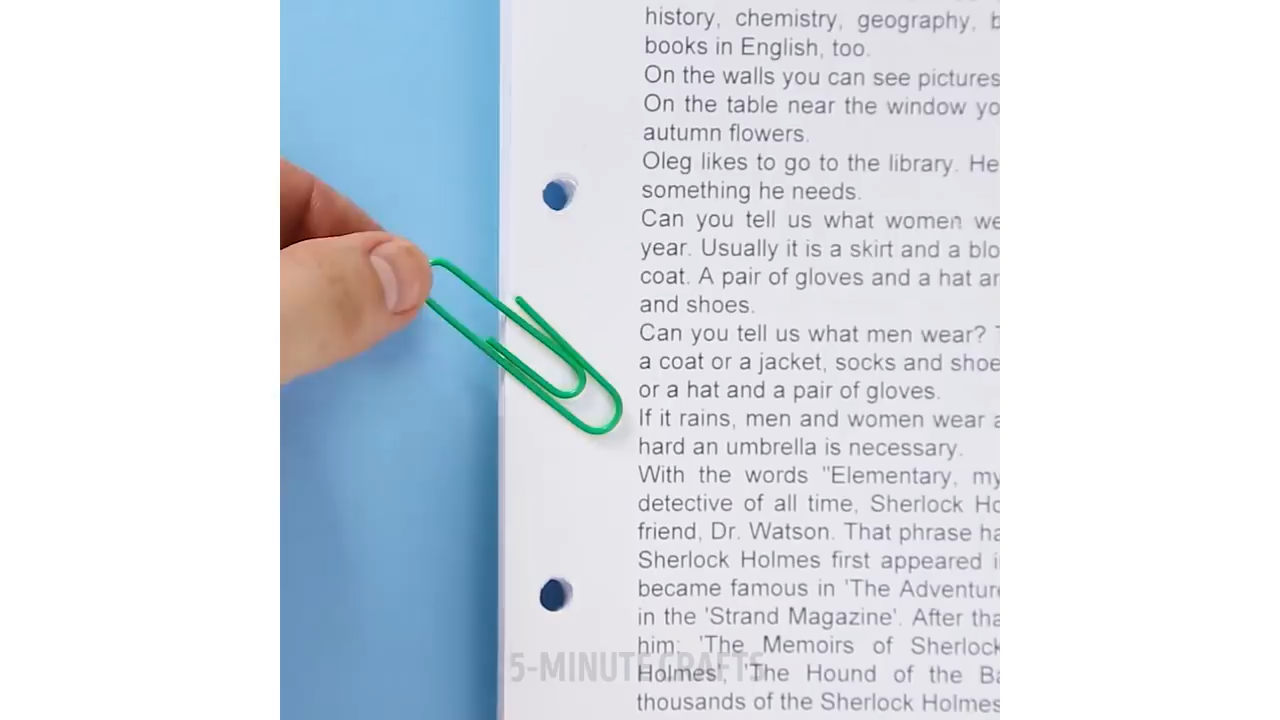 history, chemistry, geography,
books in English, too.
On the walls you can see pictures
On the table near the window yo
autumn flowers.
Oleg likes to go to the library. He
something he needs.
Can you tell us what women we
year. Usually it is a skirt and a blo
coat. A pair of gloves and a hat ar
and shoes.
Can you tell us what men wear?
a coat or a jacket, socks and shoe
or a hat and a pair of gloves.
If it rains, men and women wear a
hard an umbrella is necessary.
With the words "Elementary, my
detective of all time, Sherlock Ho
friend, Dr. Watson. That phrase ha
Sherlock Holmes first appeared i
became famous in 'The Adventure
in the 'Strand Magazine'. After tha
him: 'The Memoirs of Sherlock
Holmes', 'The Hound of the Ba
thousands of the Sherlock Holmes
5-MINUTE CRAFTS